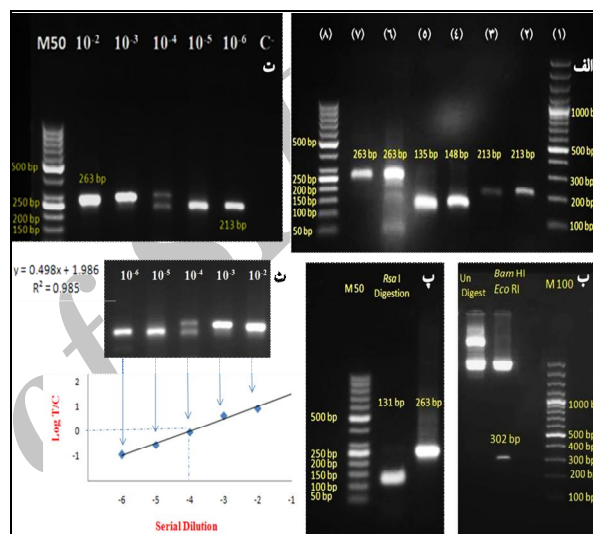 M50 10⁻² 10⁻³ 10⁻⁴ 10⁻⁵ 10⁻⁶ C⁻
ت
500 bp
263 bp
250 bp
200 bp
150 bp
213 bp
(۸) (۷) (۶) (۵) (۴) (۳) (۲) (۱)
الف
1000 bp
263 bp 263 bp 135 bp 148 bp 213 bp 213 bp
500 bp
250 bp
200 bp
150 bp
100 bp
50 bp
300 bp
200 bp
100 bp
y = 0.498x + 1.986
R² = 0.985
10⁻⁶ 10⁻⁵ 10⁻⁴ 10⁻³ 10⁻²
ث
2
1
0
-1
Log T/C
-6 -5 -4 -3 -2 -1
Serial Dilution
M50
Rsa I
Digestion
پ
131 bp 263 bp
500 bp
250 bp
200 bp
150 bp
100 bp
50 bp
Un
Digest
Bam HI
Eco RI
M 100
ب
1000 bp
302 bp
500 bp
400 bp
300 bp
200 bp
100 bp